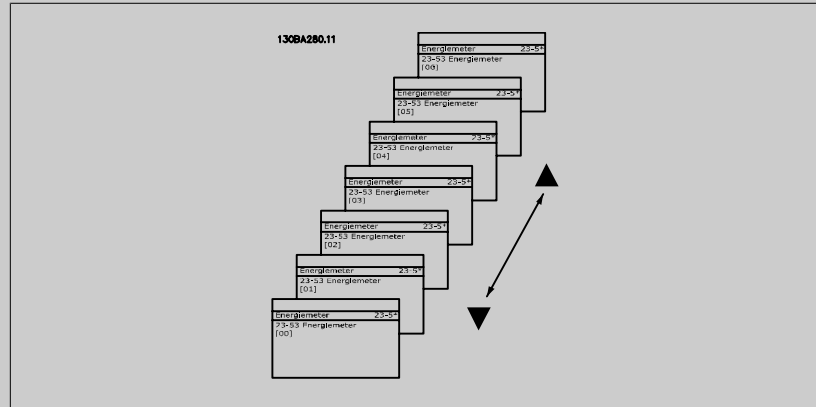 130BA280.11
Energiemeter 23-5*
23-53 Energiemeter
[06]
Energiemeter 23-5*
23-53 Energiemeter
[05]
Energiemeter 23-5*
23-53 Energiemeter
[04]
Energiemeter 23-5*
23-53 Energiemeter
[03]
Energiemeter 23-5*
23-53 Energiemeter
[02]
Energiemeter 23-5*
23-53 Energiemeter
[01]
Energiemeter 23-5*
23-53 Energiemeter
[00]